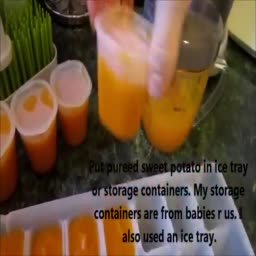 Put pureed sweet potato in ice tray
or storage containers. My storage
containers are from babies r us. I
also used an ice tray.